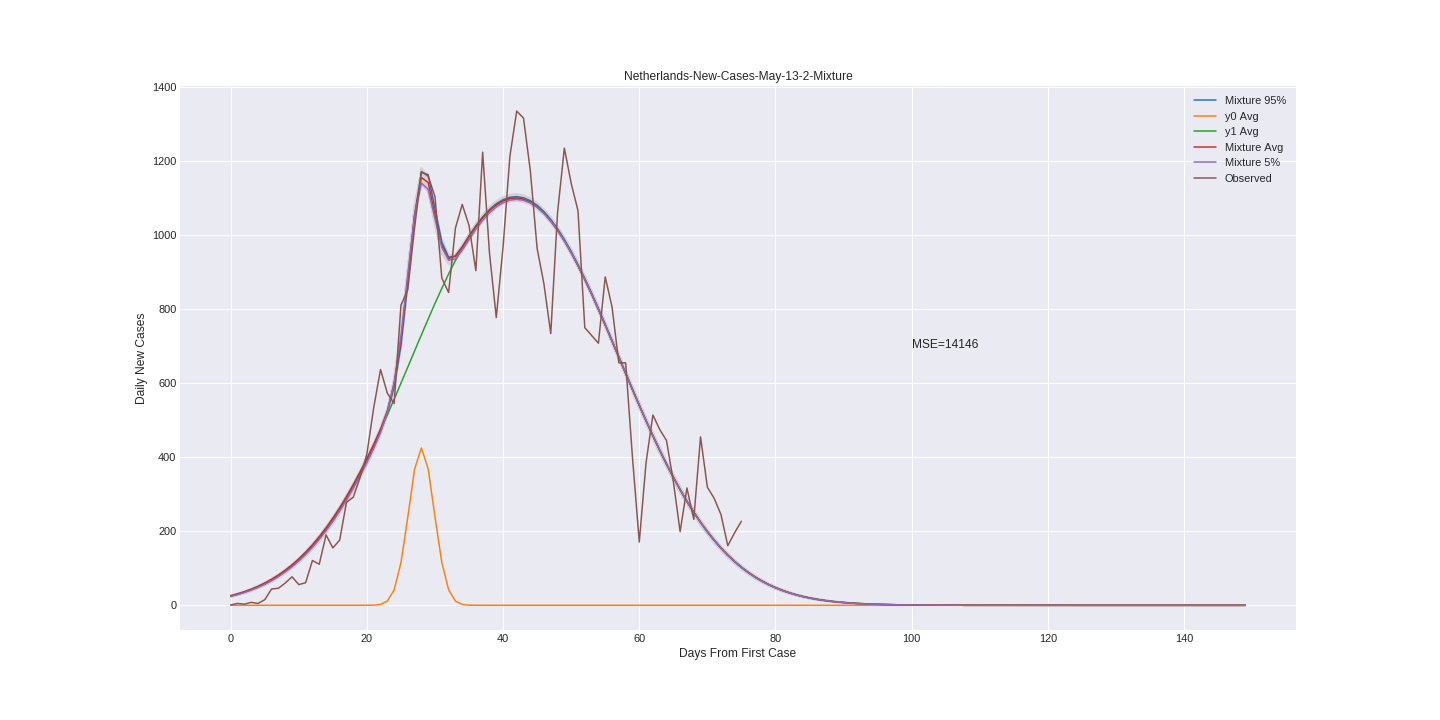 Netherlands-New-Cases-May-13-2-Mixture
1400
1200
1000
800
600
400
200
0
Daily New Cases
Mixture 95%
y0 Avg
y1 Avg
Mixture Avg
Mixture 5%
Observed
MSE=14146
0 20 40 60 80 100 120 140
Days From First Case